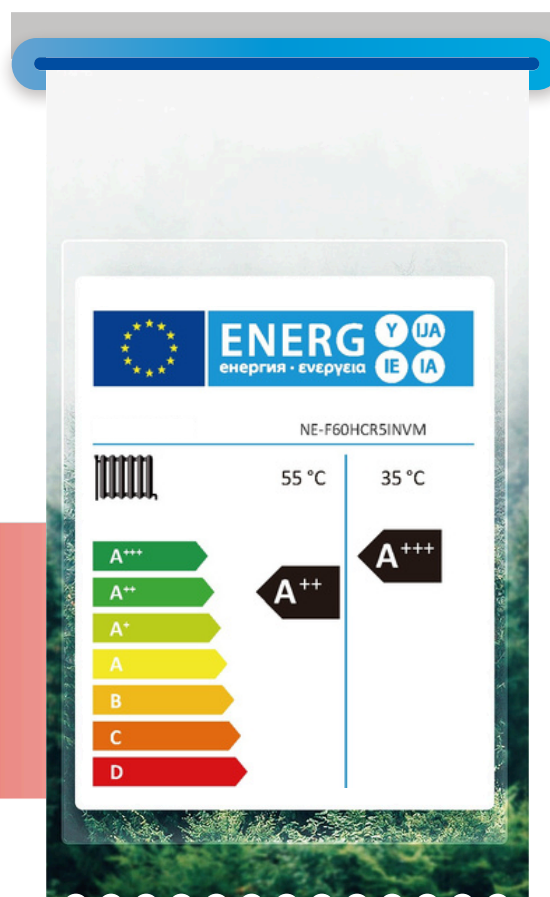 ENERG Y IJA
енергия · ενεργεια IE IA
NE-F60HCR5INVM
55 °C 35 °C
A+++
A+++
A++
A++
A+
A
B
C
D